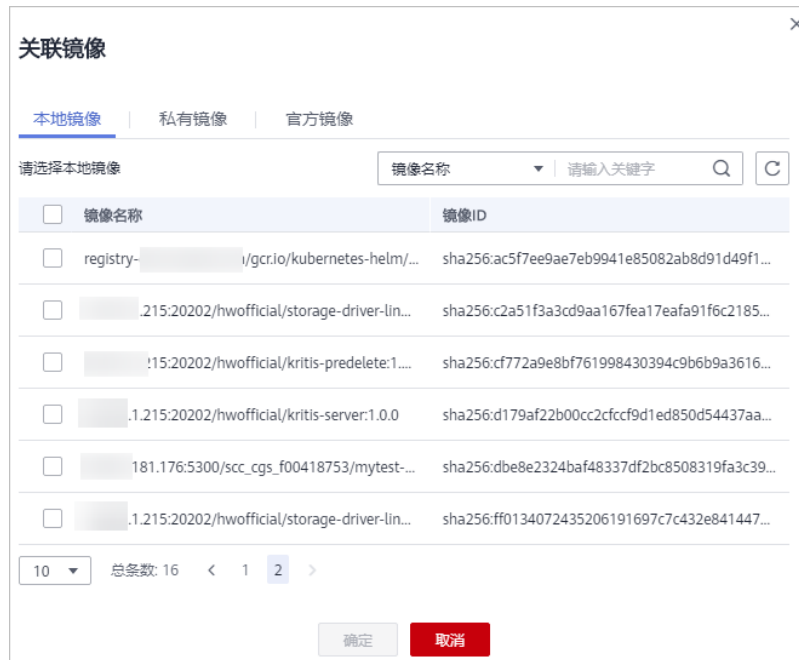 关联镜像
本地镜像 私有镜像 官方镜像
请选择本地镜像 镜像名称 请输入关键字
镜像名称 镜像ID
registry- /gcr.io/kubernetes-helm/... sha256:ac5f7ee9ae7eb9941e85082ab8d91d49f1...
.215:20202/hwofficial/storage-driver-lin... sha256:c2a51f3a3cd9aa167fea17eafa91f6c2185...
215:20202/hwofficial/kritis-predelete:1.... sha256:cf772a9e8bf761998430394c9b6b9a3616...
.1.215:20202/hwofficial/kritis-server:1.0.0 sha256:d179af22b00cc2cfccf9d1ed850d54437aa...
181.176:5300/scc_cgs_f00418753/mytest-... sha256:dbe8e2324baf48337df2bc8508319fa3c39...
.1.215:20202/hwofficial/storage-driver-lin... sha256:ff0134072435206191697c7c432e841447...
10 总条数: 16 < 1 2 >
确定 取消